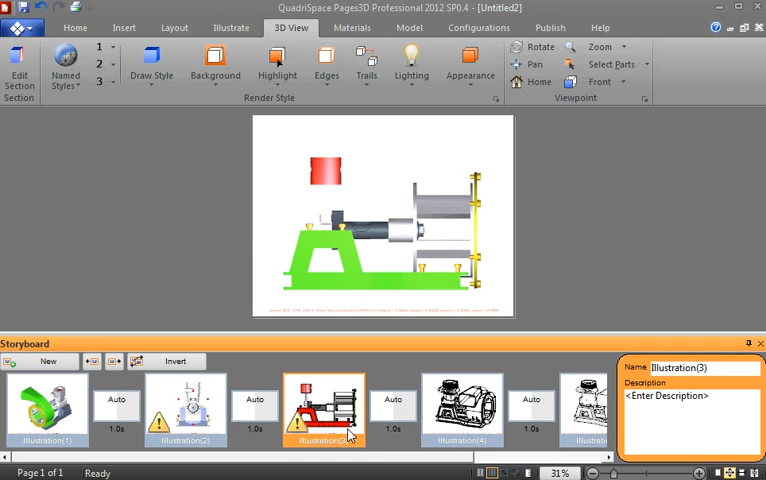 QuadriSpace Pages3D Professional 2012 SP0.4 - [Untitled2]
Home Insert Layout Illustrate 3D View Materials Model Configurations Publish Help
Edit Section
Section
Named Styles
1
2
3
Draw Style Background Highlight Edges Trails Lighting Appearance
Render Style
Rotate Zoom
Pan Select Parts
Home Front
Viewpoint
Storyboard
New Invert
Auto 1.0s
Auto 1.0s
Auto 1.0s
Auto 1.0s
Illustration(1) Illustration(2) Illustration(3) Illustration(4)
Name Illustration(3)
Description
<Enter Description>
Page 1 of 1 Ready 31%